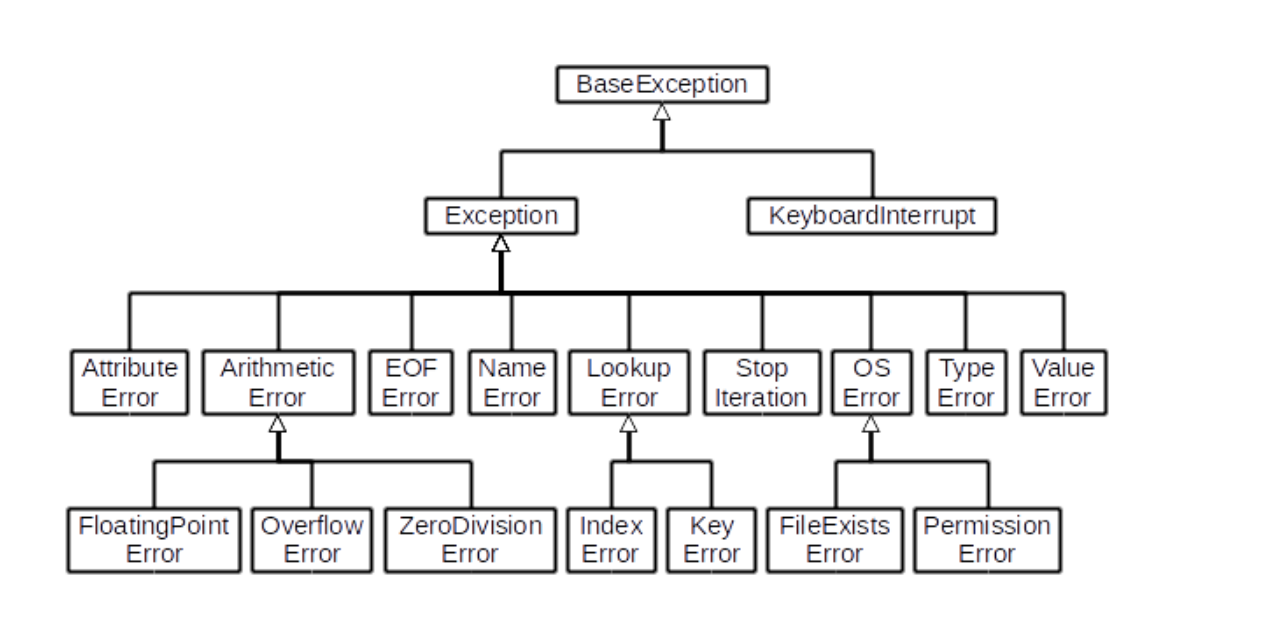 BaseException
Exception
KeyboardInterrupt
Attribute
Error
Arithmetic
Error
EOF
Error
Name
Error
Lookup
Error
Stop
Iteration
OS
Error
Type
Error
Value
Error
FloatingPoint
Error
Overflow
Error
ZeroDivision
Error
Index
Error
Key
Error
FileExists
Error
Permission
Error